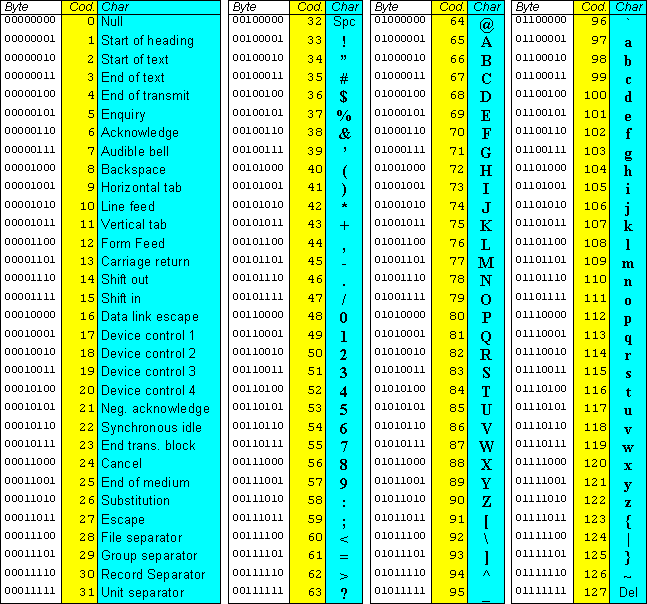 Byte Cod. Char Byte Cod. Char Byte Cod. Char Byte Cod. Char
00000000 0 Null 00100000 32 Spc 01000000 64 @ 01100000 96 `
00000001 1 Start of heading 00100001 33 ! 01000001 65 A 01100001 97 a
00000010 2 Start of text 00100010 34 ” 01000010 66 B 01100010 98 b
00000011 3 End of text 00100011 35 # 01000011 67 C 01100011 99 c
00000100 4 End of transmit 00100100 36 $ 01000100 68 D 01100100 100 d
00000101 5 Enquiry 00100101 37 % 01000101 69 E 01100101 101 e
00000110 6 Acknowledge 00100110 38 & 01000110 70 F 01100110 102 f
00000111 7 Audible bell 00100111 39 ’ 01000111 71 G 01100111 103 g
00001000 8 Backspace 00101000 40 ( 01001000 72 H 01101000 104 h
00001001 9 Horizontal tab 00101001 41 ) 01001001 73 I 01101001 105 i
00001010 10 Line feed 00101010 42 * 01001010 74 J 01101010 106 j
00001011 11 Vertical tab 00101011 43 + 01001011 75 K 01101011 107 k
00001100 12 Form Feed 00101100 44 , 01001100 76 L 01101100 108 l
00001101 13 Carriage return 00101101 45 - 01001101 77 M 01101101 109 m
00001110 14 Shift out 00101110 46 . 01001110 78 N 01101110 110 n
00001111 15 Shift in 00101111 47 / 01001111 79 O 01101111 111 o
00010000 16 Data link escape 00110000 48 0 01010000 80 P 01110000 112 p
00010001 17 Device control 1 00110001 49 1 01010001 81 Q 01110001 113 q
00010010 18 Device control 2 00110010 50 2 01010010 82 R 01110010 114 r
00010011 19 Device control 3 00110011 51 3 01010011 83 S 01110011 115 s
00010100 20 Device control 4 00110100 52 4 01010100 84 T 01110100 116 t
00010101 21 Neg. acknowledge 00110101 53 5 01010101 85 U 01110101 117 u
00010110 22 Synchronous idle 00110110 54 6 01010110 86 V 01110110 118 v
00010111 23 End trans. block 00110111 55 7 01010111 87 W 01110111 119 w
00011000 24 Cancel 00111000 56 8 01011000 88 X 01111000 120 x
00011001 25 End of medium 00111001 57 9 01011001 89 Y 01111001 121 y
00011010 26 Substitution 00111010 58 : 01011010 90 Z 01111010 122 z
00011011 27 Escape 00111011 59 ; 01011011 91 [ 01111011 123 {
00011100 28 File separator 00111100 60 < 01011100 92 \ 01111100 124 |
00011101 29 Group separator 00111101 61 = 01011101 93 ] 01111101 125 }
00011110 30 Record Separator 00111110 62 > 01011110 94 ^ 01111110 126 ~
00011111 31 Unit separator 00111111 63 ? 01011111 95 _ 01111111 127 Del